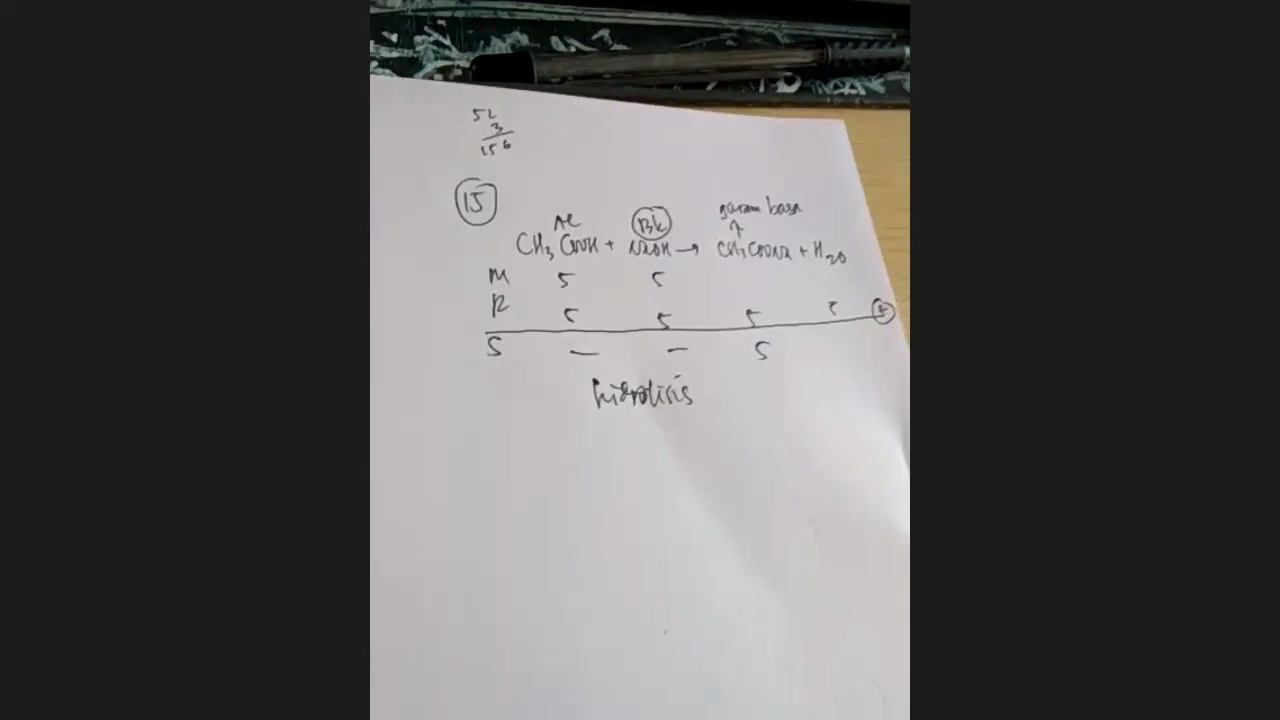 52
3
156
15
garam basa
Al Bk
CH3COOH + NaOH → CH3COONa + H2O
M 5 5
R 5 5 5 5 +
S — — 5
hidrolisis